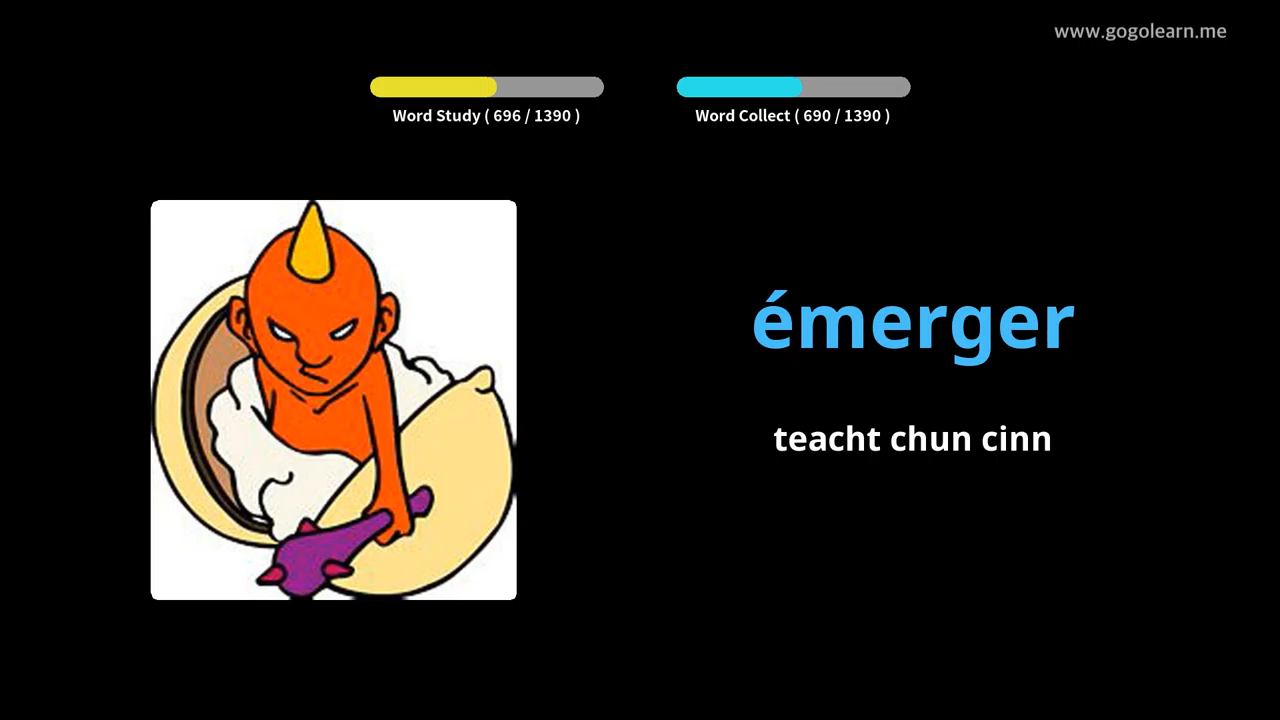 www.gogolearn.me
Word Study ( 696 / 1390 )
Word Collect ( 690 / 1390 )
émerger
teacht chun cinn